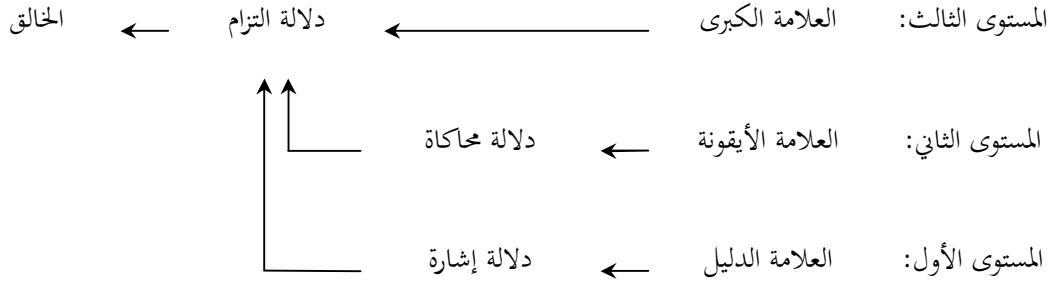 المستوى الثالث: العلامة الكبرى دلالة التزام الخالق
المستوى الثاني: العلامة الأيقونة دلالة محاكاة
المستوى الأول: العلامة الدليل دلالة إشارة